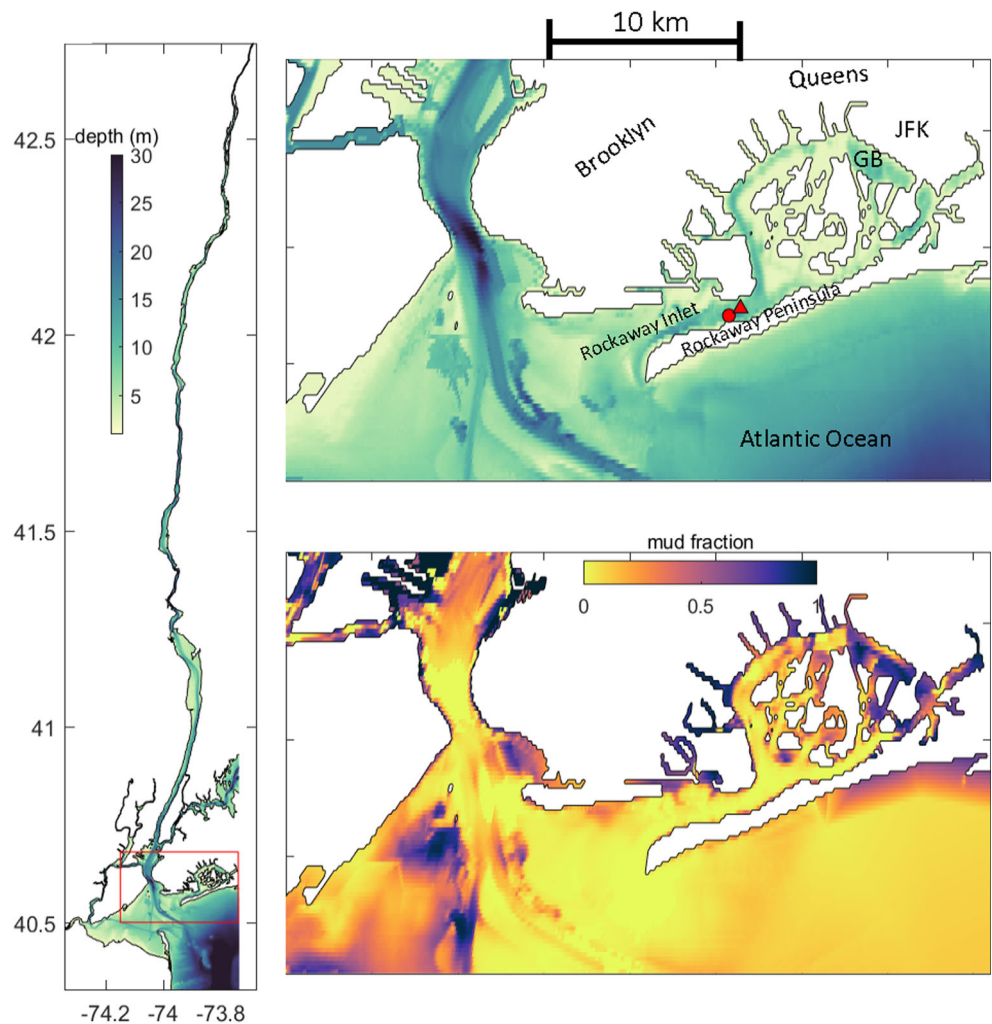 10 km
Queens
JFK
GB
Brooklyn
Rockaway Inlet
Rockaway Peninsula
Atlantic Ocean
depth (m)
30
25
20
15
10
5
42.5
42
41.5
41
40.5
-74.2 -74 -73.8
mud fraction
0 0.5 1